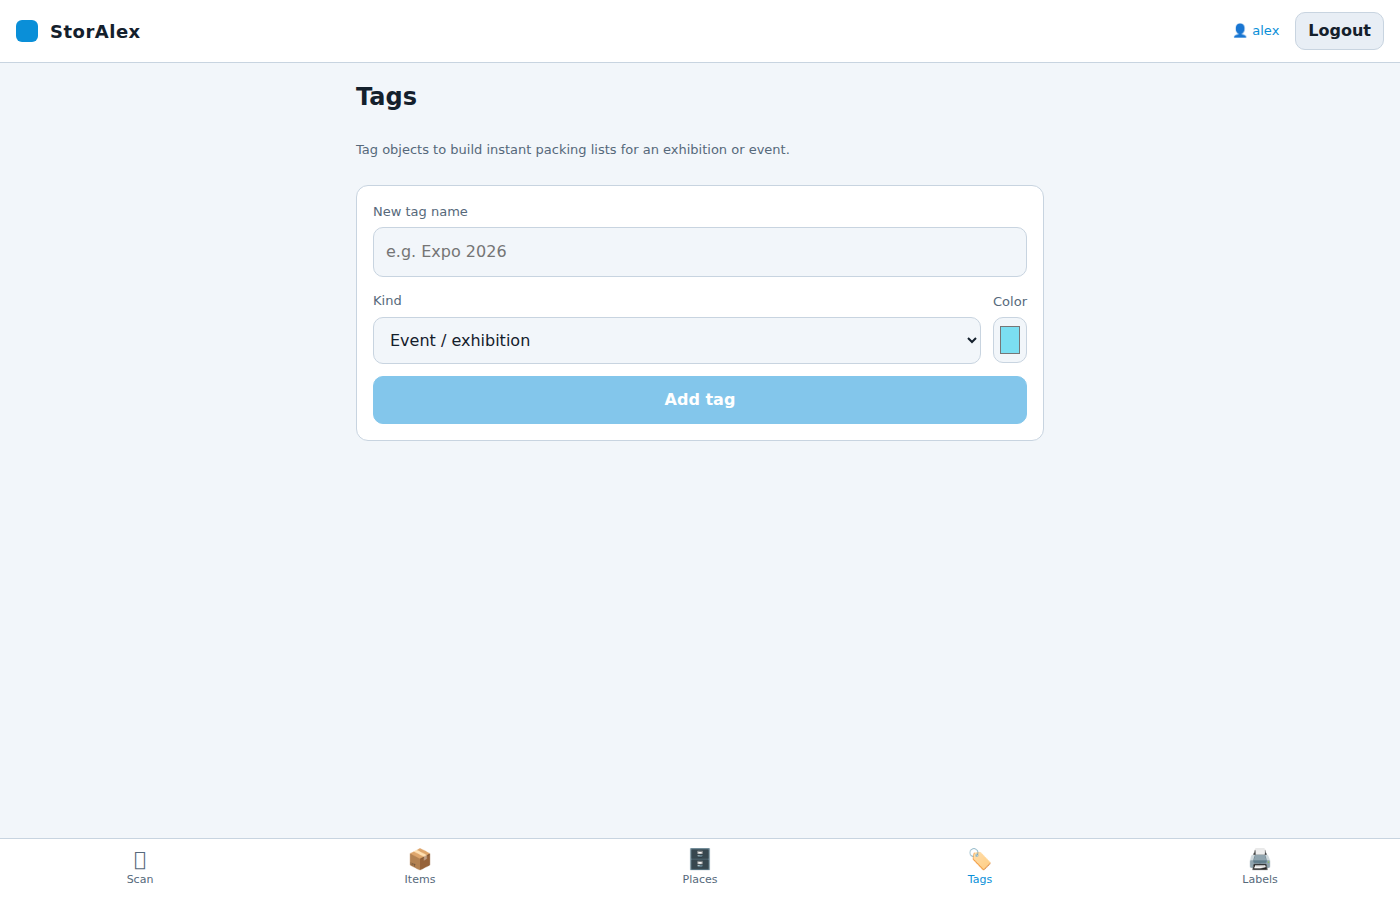 StorAlex
alex
Logout
Tags
Tag objects to build instant packing lists for an exhibition or event.
New tag name
e.g. Expo 2026
Kind
Color
Event / exhibition
Add tag
Scan
Items
Places
Tags
Labels